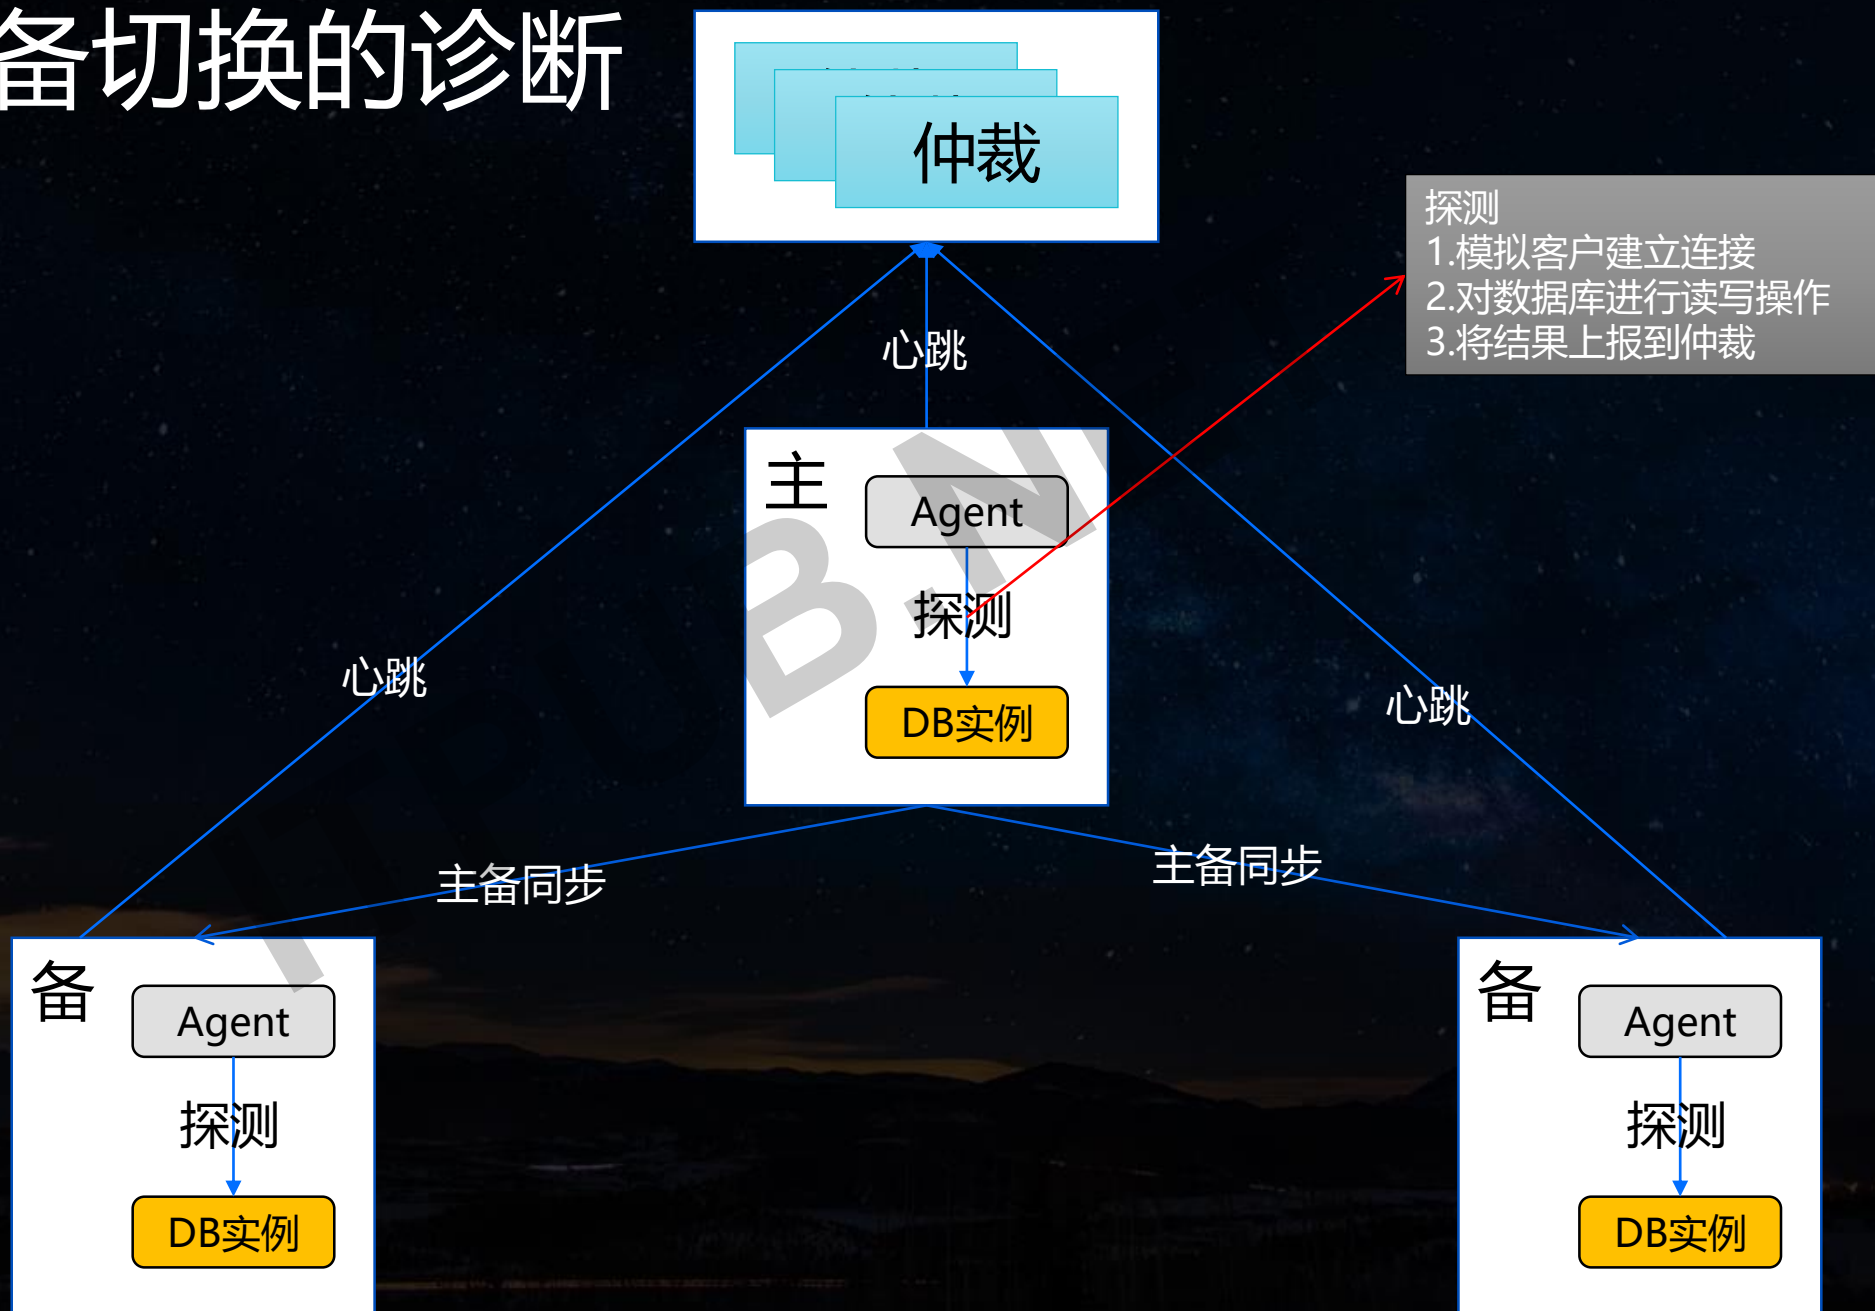 备切换的诊断
仲裁
探测
1.模拟客户建立连接
2.对数据库进行读写操作
3.将结果上报到仲裁
心跳
主
Agent
探测
DB实例
心跳
心跳
主备同步
主备同步
备
Agent
探测
DB实例
备
Agent
探测
DB实例